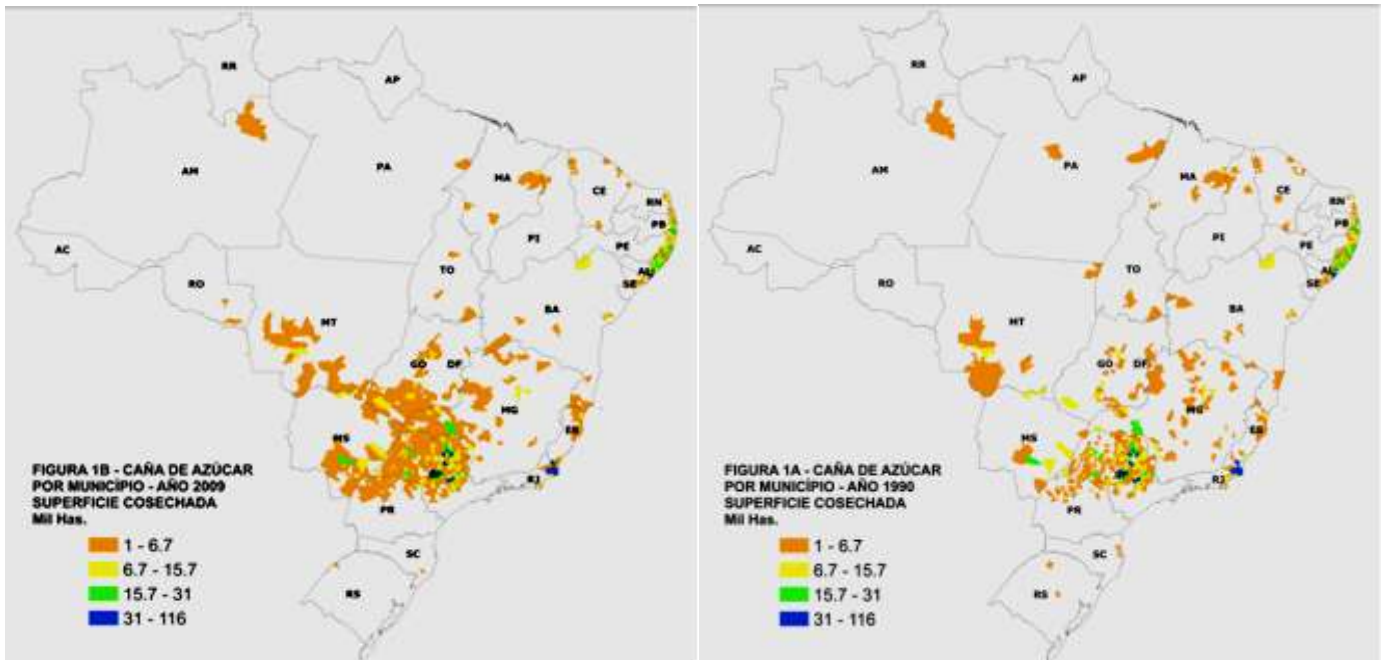 RR
AP
AM
PA
MA
CE
RN
PB
PI
PE
AL
SE
AC
RO
TO
BA
MT
GO
DF
MG
ES
MS
RJ
PR
SC
RS
FIGURA 1B - CAÑA DE AZÚCAR
POR MUNICÍPIO - AÑO 2009
SUPERFICIE COSECHADA
Mil Has.
1 - 6.7
6.7 - 15.7
15.7 - 31
31 - 116
RR
AP
AM
PA
MA
CE
RN
PB
PI
PE
AL
SE
AC
RO
TO
BA
MT
GO
DF
MG
ES
MS
RJ
PR
SC
RS
FIGURA 1A - CAÑA DE AZÚCAR
POR MUNICÍPIO - AÑO 1990
SUPERFICIE COSECHADA
Mil Has.
1 - 6.7
6.7 - 15.7
15.7 - 31
31 - 116